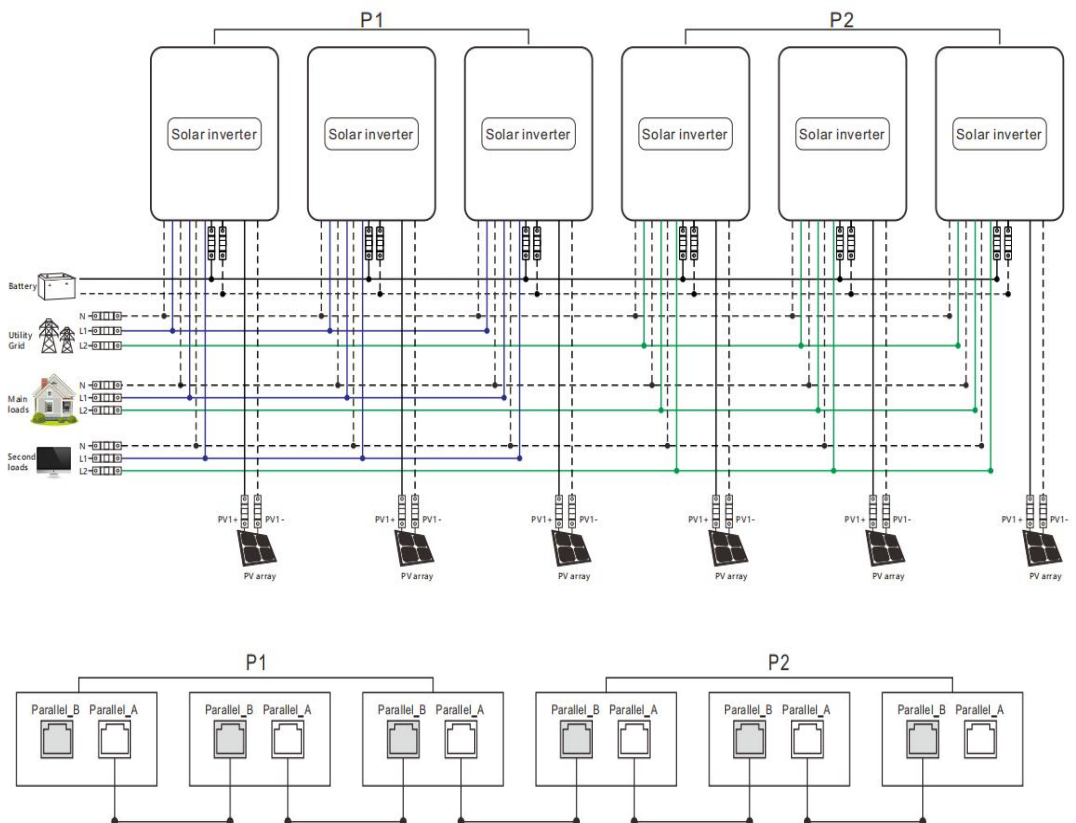 P1
P2
Solar inverter
Solar inverter
Solar inverter
Solar inverter
Solar inverter
Solar inverter
Battery
N
Utility
Grid
L1
L2
N
Main
loads
L1
L2
N
Second
loads
L1
L2
PV1+ PV1-
PV1+ PV1-
PV1+ PV1-
PV1+ PV1-
PV1+ PV1-
PV array
PV array
PV array
PV array
PV array
PV array
P1
P2
Parallel_B Parallel_A
Parallel_B Parallel_A
Parallel_B Parallel_A
Parallel_B Parallel_A
Parallel_B Parallel_A
Parallel_B Parallel_A